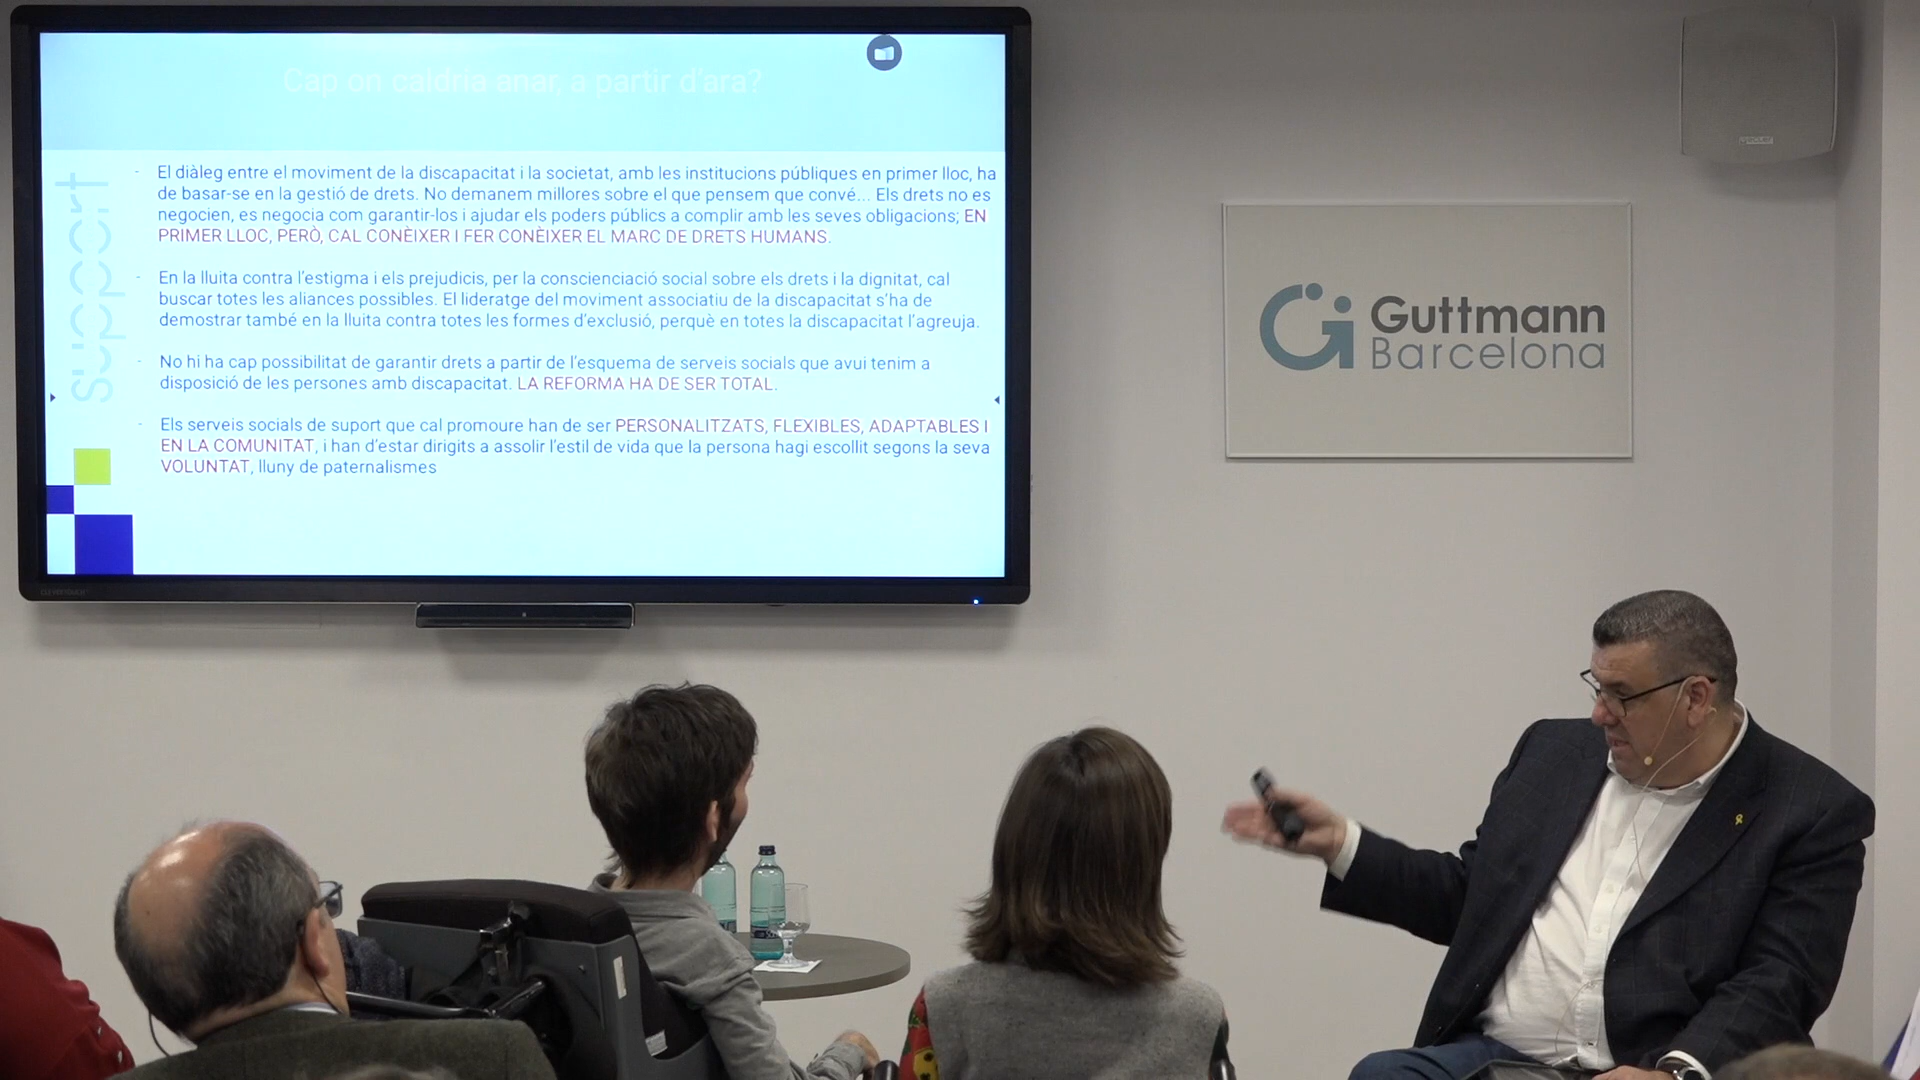 Cap on caldria anar, a partir d'ara?
- El diàleg entre el moviment de la discapacitat i la societat, amb les institucions públiques en primer lloc, ha
de basar-se en la gestió de drets. No demanem millores sobre el que pensem que convé... Els drets no es
negocien, es negocia com garantir-los i ajudar els poders públics a complir amb les seves obligacions; EN
PRIMER LLOC, PERÒ, CAL CONÈIXER I FER CONÈIXER EL MARC DE DRETS HUMANS.
- En la lluita contra l'estigma i els prejudicis, per la conscienciació social sobre els drets i la dignitat, cal
buscar totes les aliances possibles. El lideratge del moviment associatiu de la discapacitat s'ha de
demostrar també en la lluita contra totes les formes d'exclusió, perquè en totes la discapacitat l'agreuja.
- No hi ha cap possibilitat de garantir drets a partir de l'esquema de serveis socials que avui tenim a
disposició de les persones amb discapacitat. LA REFORMA HA DE SER TOTAL.
- Els serveis socials de suport que cal promoure han de ser PERSONALITZATS, FLEXIBLES, ADAPTABLES I
EN LA COMUNITAT, i han d'estar dirigits a assolir l'estil de vida que la persona hagi escollit segons la seva
VOLUNTAT, lluny de paternalismes
support
Guttmann
Barcelona